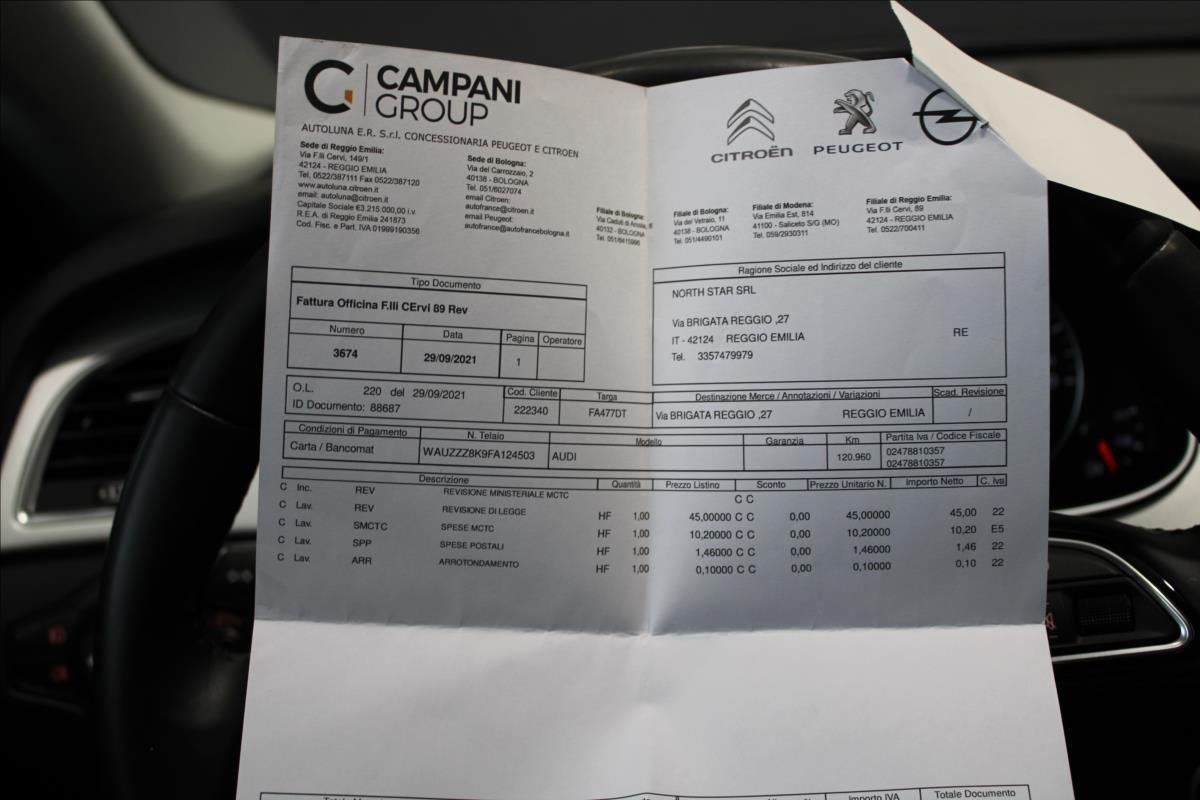 CAMPANI
GROUP
CITROËN
PEUGEOT
AUTOLUNA E.R. S.r.l. CONCESSIONARIA PEUGEOT E CITROEN
Sede di Reggio Emilia:
Via F.lli Cervi, 149/1
42124 - REGGIO EMILIA
Tel. 0522/387111 Fax 0522/387120
www.autoluna.citroen.it
email: autoluna@citroen.it
Capitale Sociale €3.215.000,00 i.v.
R.E.A. di Reggio Emilia 241873
Cod. Fisc. e Part. IVA 01999190356
Sede di Bologna:
Via del Carrozzaio, 2
40138 - BOLOGNA
Tel. 051/6027074
email Citroen:
autofrance@citroen.it
email Peugeot:
autofrance@autofrancebologna.it
Filiale di Bologna:
Via Caduti di
40132 - BOLOGNA
Tel. 051/6415996
Filiale di Bologna:
Via del Vetraio, 11
40138 - BOLOGNA
Tel. 051/4490101
Filiale di Modena:
Via Emilia Est, 814
41100 - Saliceto S/G (MO)
Tel. 059/2930311
Filiale di Reggio Emilia:
Via F.lli Cervi, 89
42124 - REGGIO EMILIA
Tel. 0522/700411
Tipo Documento
Fattura Officina F.lli CErvi 89 Rev
Numero Data Pagina Operatore
3674 29/09/2021 1
Ragione Sociale ed Indirizzo del cliente
NORTH STAR SRL
Via BRIGATA REGGIO ,27
IT - 42124 REGGIO EMILIA RE
Tel. 3357479979
O.L. 220 del 29/09/2021
ID Documento: 88687
Cod. Cliente Targa Destinazione Merce / Annotazioni / Variazioni Scad. Revisione
222340 FA477DT Via BRIGATA REGGIO ,27 REGGIO EMILIA /
Condizioni di Pagamento N. Telaio Modello Garanzia Km Partita Iva / Codice Fiscale
Carta / Bancomat WAUZZZ8K9FA124503 AUDI 120.960 02478810357
02478810357
Descrizione Quantità Prezzo Listino Sconto Prezzo Unitario N. Importo Netto C. Iva
C Inc. REV REVISIONE MINISTERIALE MCTC C C
C Lav. REV REVISIONE DI LEGGE HF 1,00 45,00000 C C 0,00 45,00000 45,00 22
C Lav. SMCTC SPESE MCTC HF 1,00 10,20000 C C 0,00 10,20000 10,20 E5
C Lav. SPP SPESE POSTALI HF 1,00 1,46000 C C 0,00 1,46000 1,46 22
C Lav. ARR ARROTONDAMENTO HF 1,00 0,10000 C C 0,00 0,10000 0,10 22
Importo IVA Totale Documento